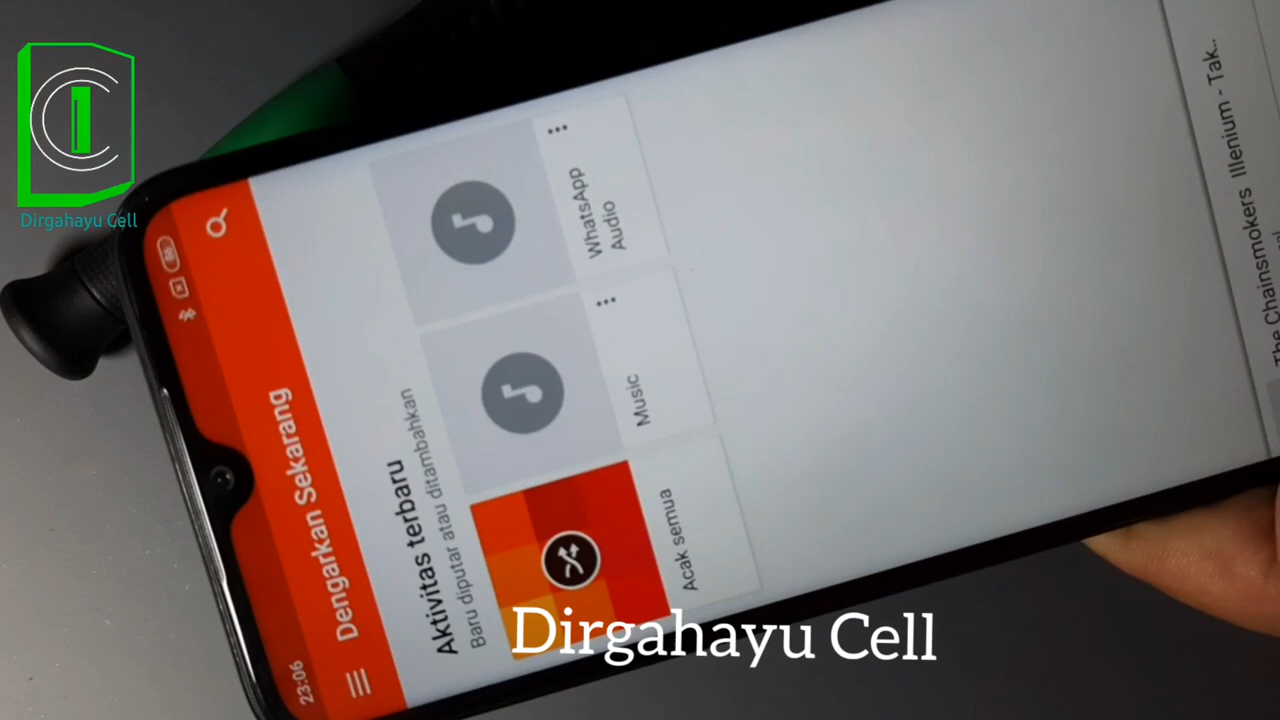 Dirgahayu Cell
23:06
86
Dengarkan Sekarang
Aktivitas terbaru
Baru diputar atau ditambahkan
Acak semua
Music
WhatsApp
Audio
The Chainsmokers Illenium - Tak..
Dirgahayu Cell